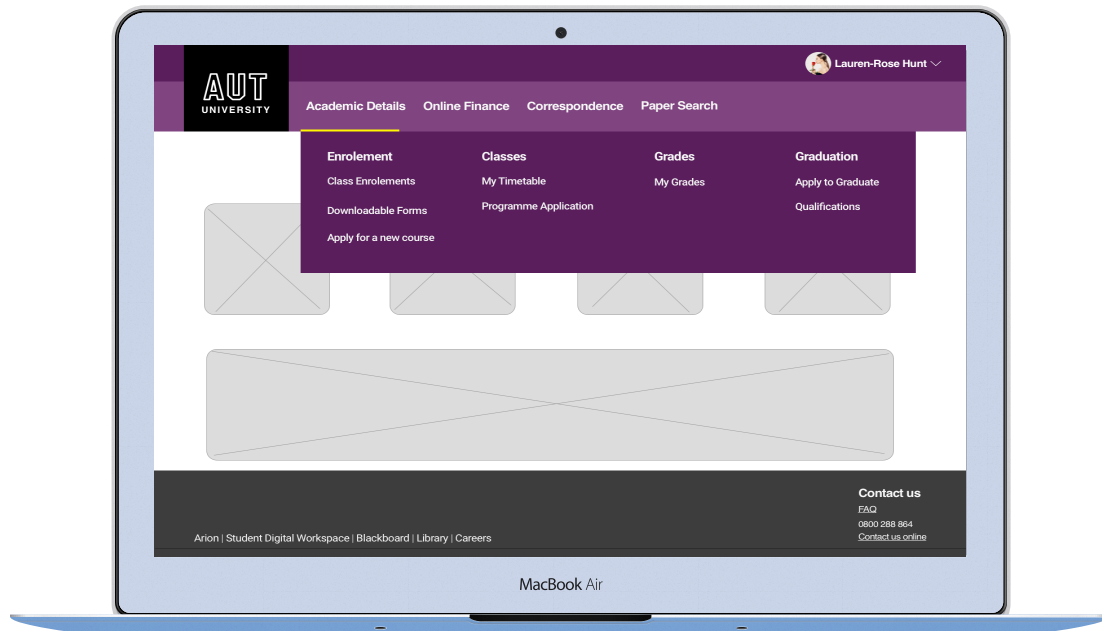 AUT
UNIVERSITY
Lauren-Rose Hunt
Academic Details Online Finance Correspondence Paper Search
Enrolement
Class Enrolements
Downloadable Forms
Apply for a new course
Classes
My Timetable
Programme Application
Grades
My Grades
Graduation
Apply to Graduate
Qualifications
Contact us
FAQ
0800 288 864
Contact us online
Arion | Student Digital Workspace | Blackboard | Library | Careers
MacBook Air